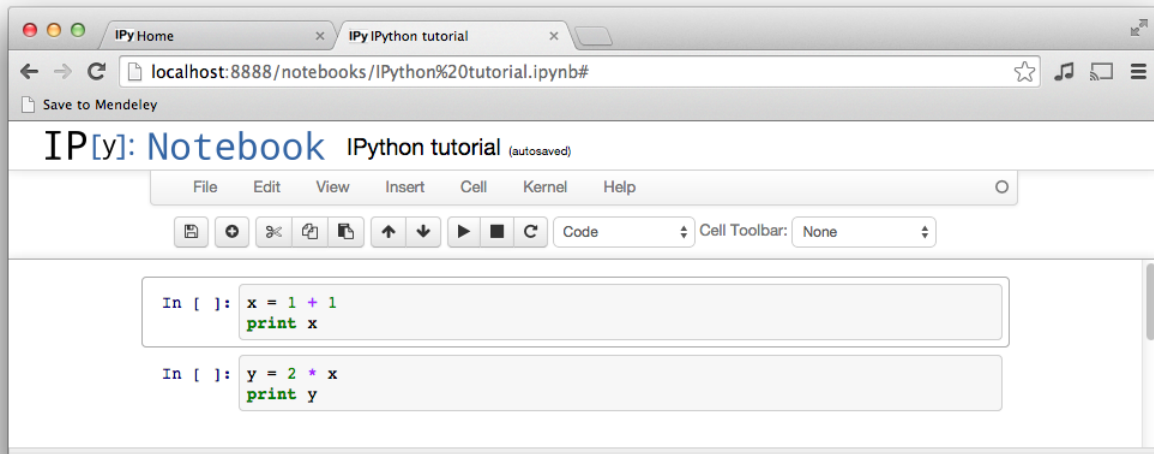 IPy Home
IPy IPython tutorial
localhost:8888/notebooks/IPython%20tutorial.ipynb#
Save to Mendeley
IP[y]: Notebook IPython tutorial (autosaved)
File Edit View Insert Cell Kernel Help
Code Cell Toolbar: None
In [ ]: x = 1 + 1
print x
In [ ]: y = 2 * x
print y